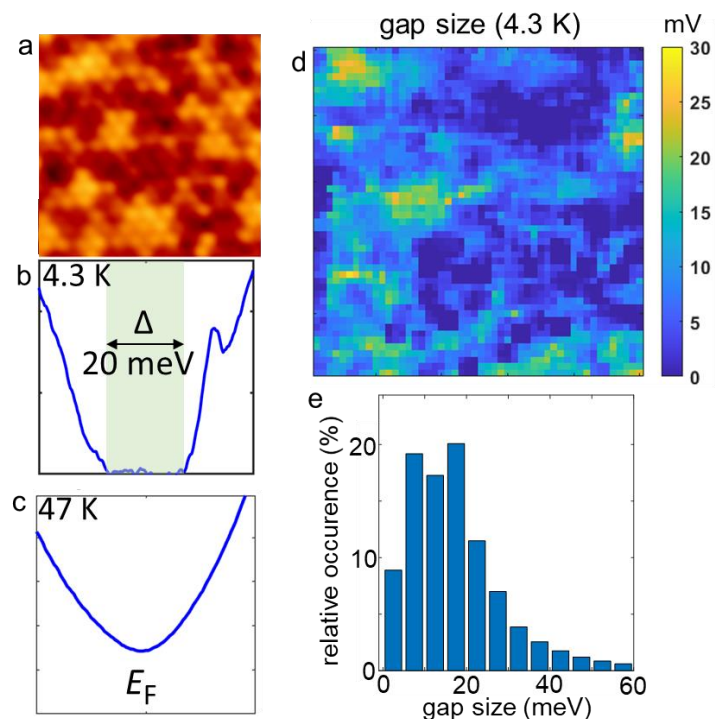 gap size (4.3 K)
mV
a
d
30
25
20
15
10
5
0
b
4.3 K
Δ
20 meV
c
47 K
E_F
e
relative occurence (%)
20
10
0
0
20
40
60
gap size (meV)